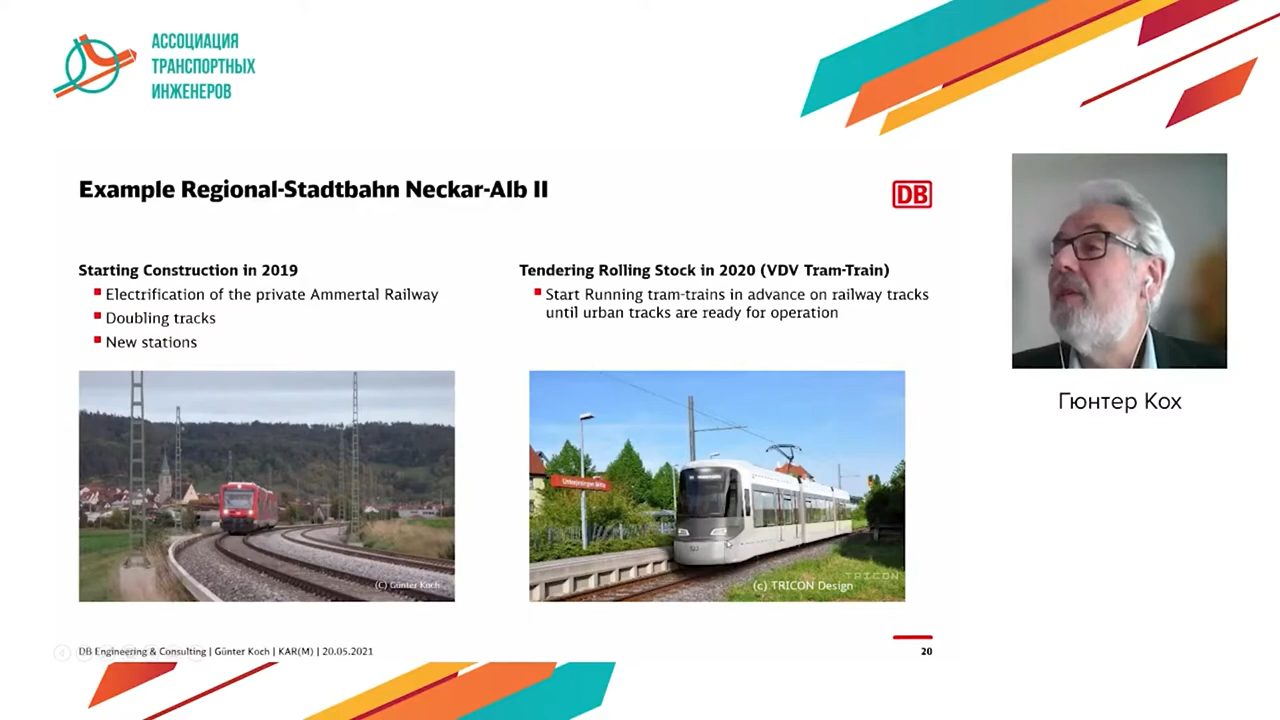 АССОЦИАЦИЯ
ТРАНСПОРТНЫХ
ИНЖЕНЕРОВ
Example Regional-Stadtbahn Neckar-Alb II
DB
Starting Construction in 2019
Electrification of the private Ammertal Railway
Doubling tracks
New stations
Tendering Rolling Stock in 2020 (VDV Tram-Train)
Start Running tram-trains in advance on railway tracks
until urban tracks are ready for operation
(C) Günter Koch
Unterjesingen Mitte
TRICON
(c) TRICON Design
Гюнтер Кох
DB Engineering & Consulting | Günter Koch | KAR(M) | 20.05.2021
20